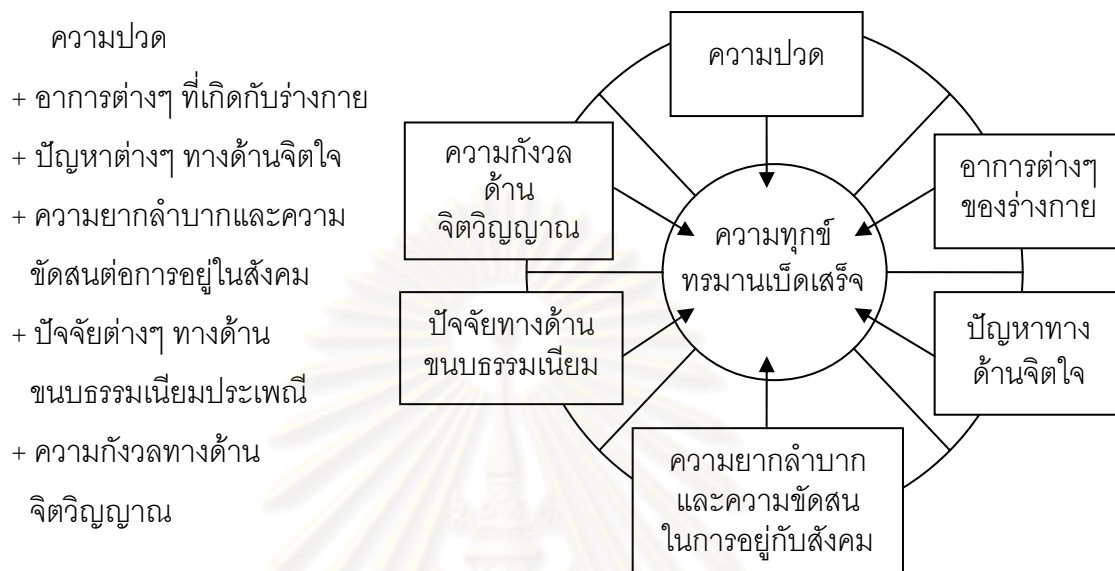 ความปวด
+ อาการต่างๆ ที่เกิดกับร่างกาย
+ ปัญหาต่างๆ ทางด้านจิตใจ
+ ความยากลำบากและความ
ขัดสนต่อการอยู่ในสังคม
+ ปัจจัยต่างๆ ทางด้าน
ขนบธรรมเนียมประเพณี
+ ความกังวลทางด้าน
จิตวิญญาณ
ความปวด
อาการต่างๆ
ของร่างกาย
ปัญหาทาง
ด้านจิตใจ
ความยากลำบาก
และความขัดสน
ในการอยู่กับสังคม
ปัจจัยทางด้าน
ขนบธรรมเนียม
ความกังวล
ด้าน
จิตวิญญาณ
ความทุกข์
ทรมานเบ็ดเสร็จ